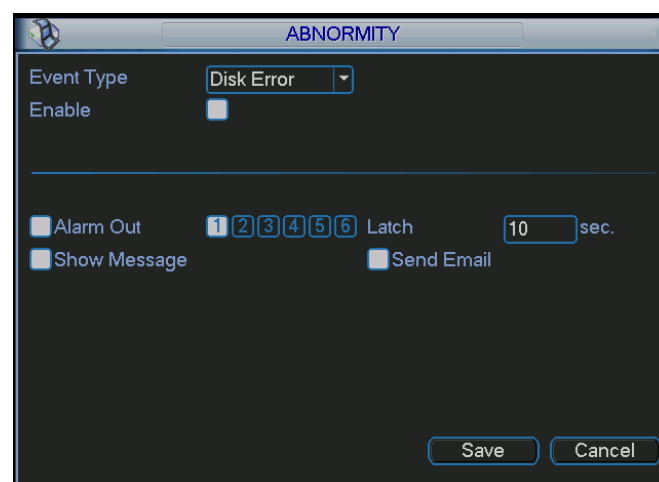 ABNORMITY
Event Type Disk Error
Enable
Alarm Out 1 2 3 4 5 6 Latch 10 sec.
Show Message Send Email
Save Cancel